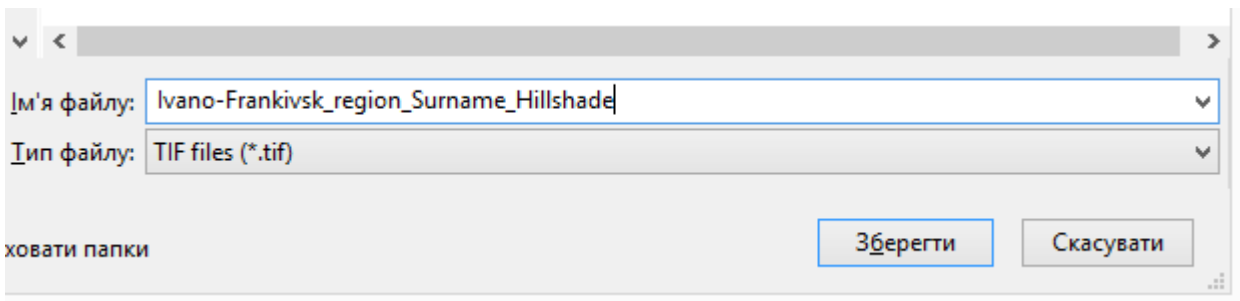 Ім'я файлу: Ivano-Frankivsk_region_Surname_Hillshade
Тип файлу: TIF files (*.tif)
ховати папки Зберегти Скасувати